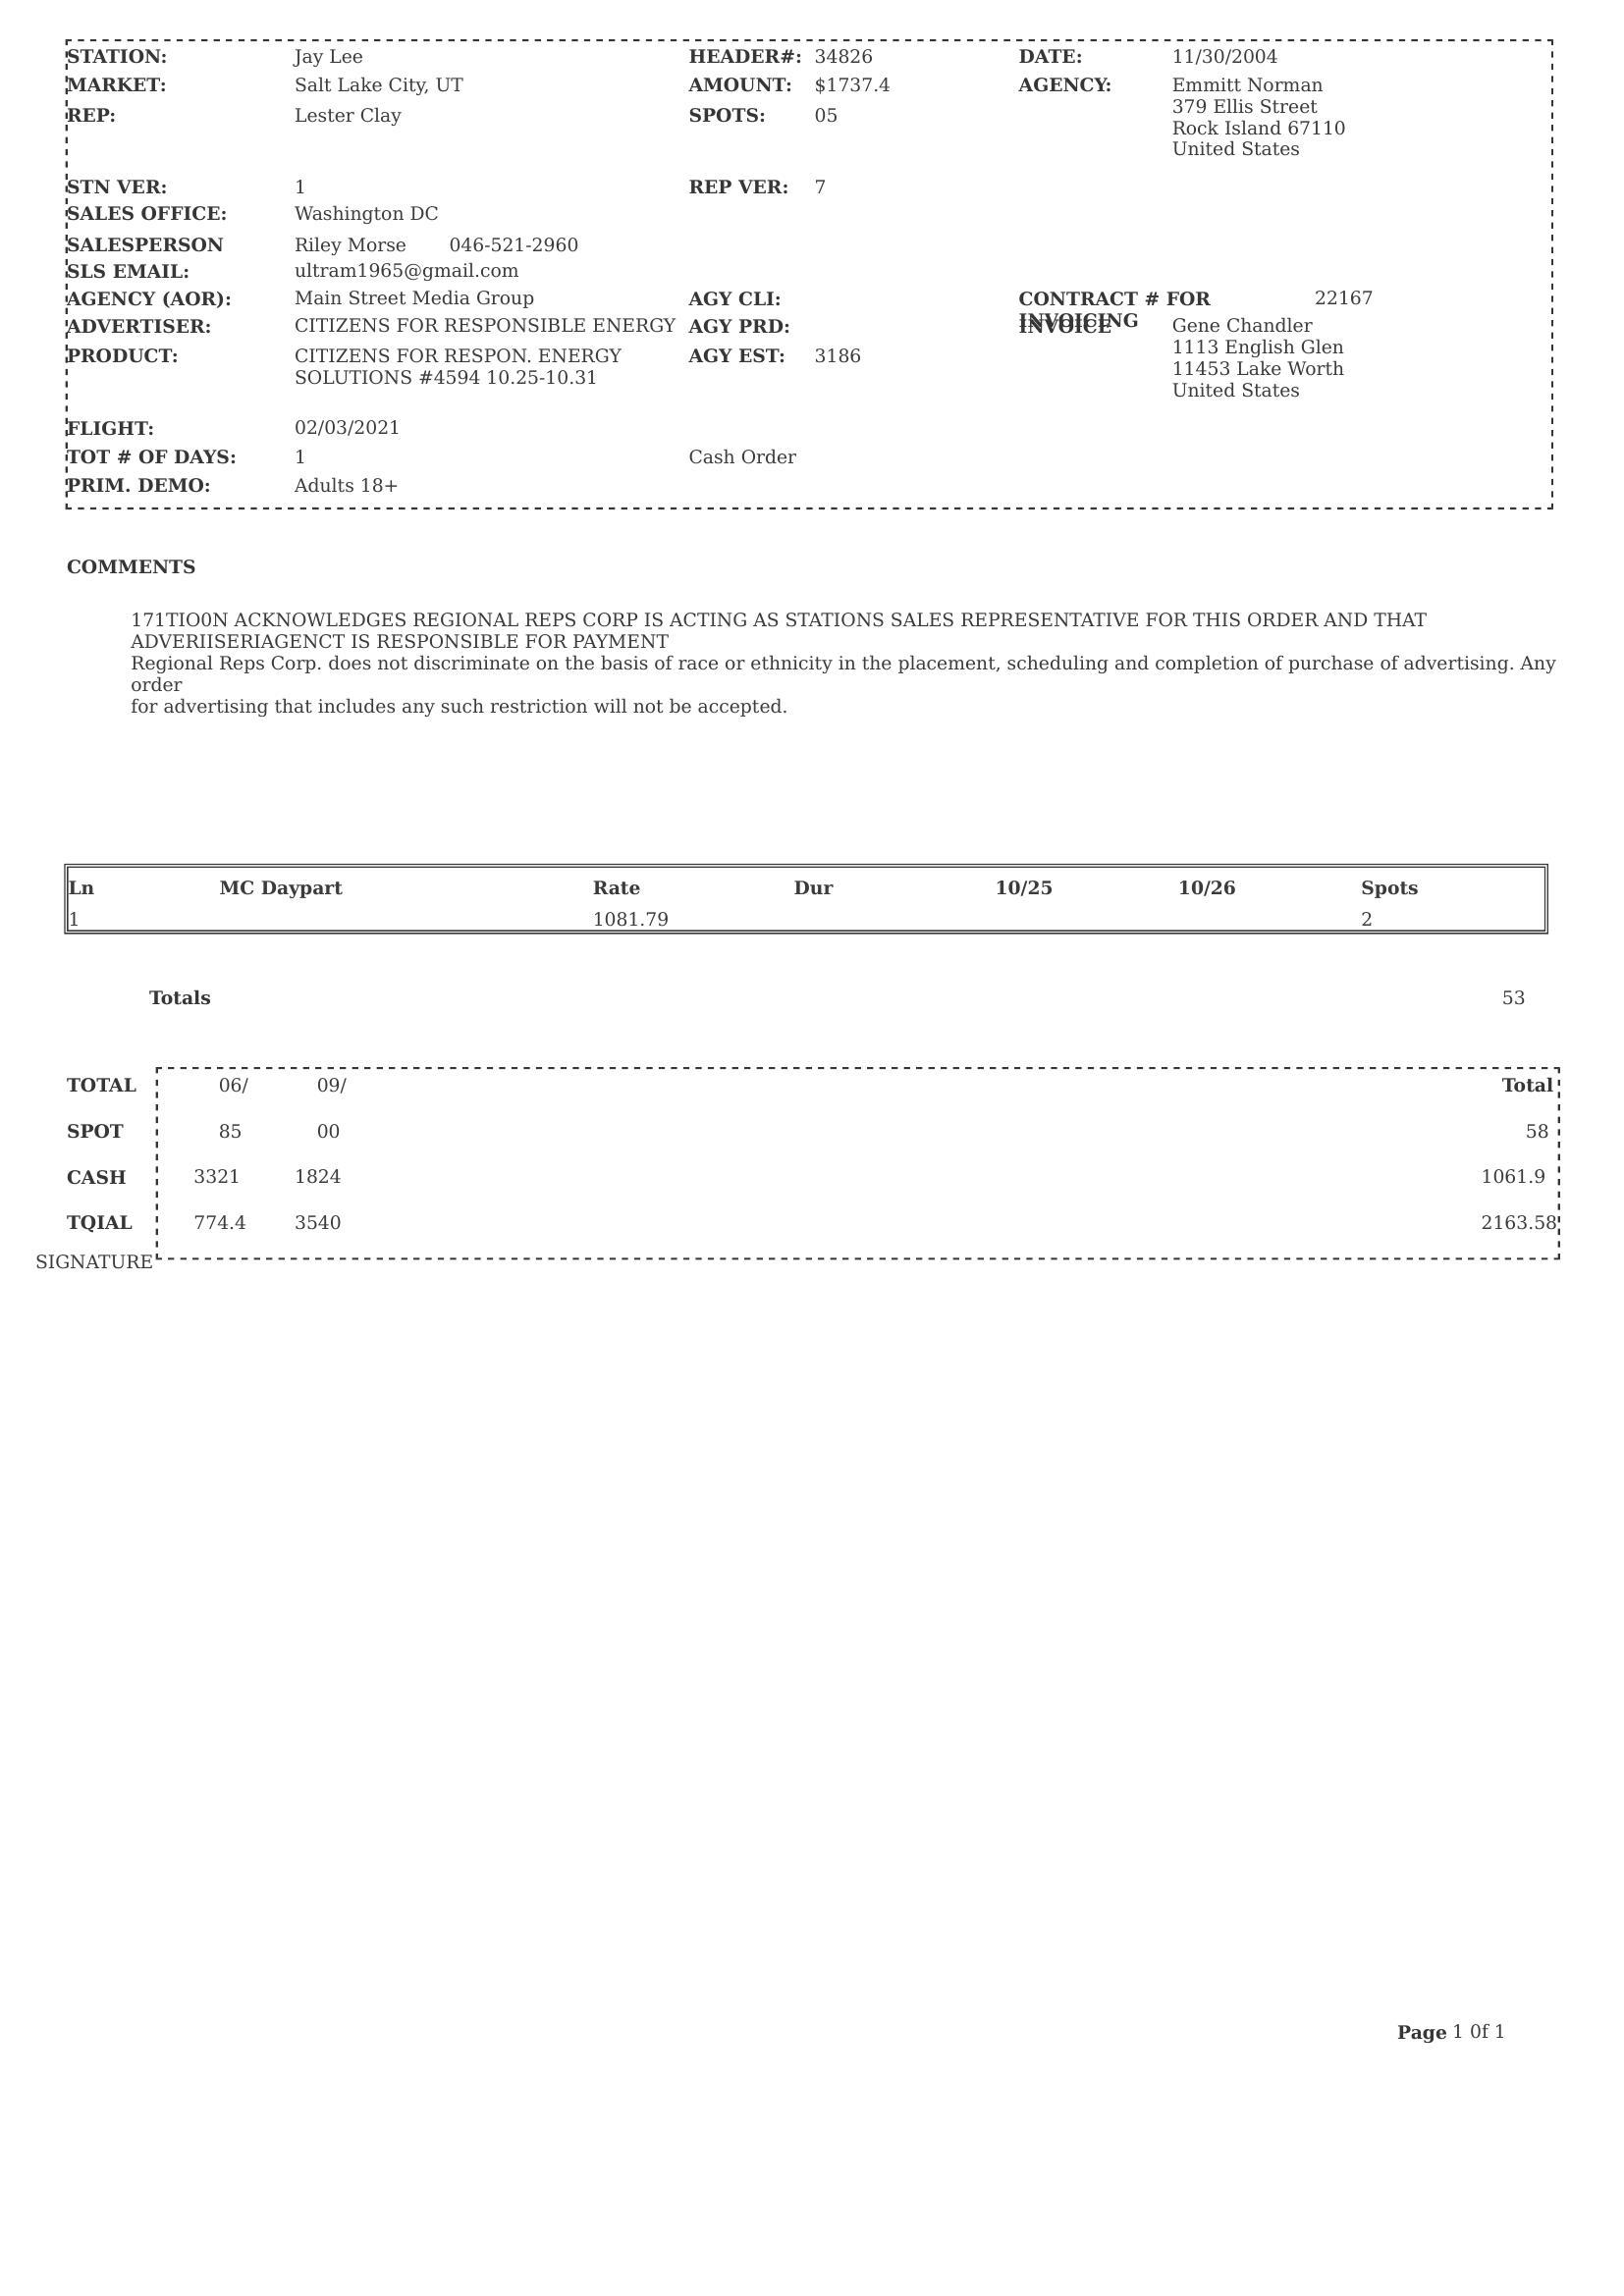 STATION: Jay Lee HEADER#: 34826 DATE: 11/30/2004
MARKET: Salt Lake City, UT AMOUNT: $1737.4 AGENCY: Emmitt Norman
379 Ellis Street
REP: Lester Clay SPOTS: 05
Rock Island 67110
United States
STN VER: 1 REP VER: 7
SALES OFFICE: Washington DC
SALESPERSON Riley Morse 046-521-2960
SLS EMAIL: ultram1965@gmail.com
AGENCY (AOR): Main Street Media Group AGY CLI: CONTRACT # FOR 22167
INVOICING
ADVERTISER: CITIZENS FOR RESPONSIBLE ENERGY AGY PRD: INVOICE Gene Chandler
1113 English Glen
PRODUCT: CITIZENS FOR RESPON. ENERGY AGY EST: 3186
11453 Lake Worth
SOLUTIONS #4594 10.25-10.31
United States
FLIGHT: 02/03/2021
TOT # OF DAYS: 1 Cash Order
PRIM. DEMO: Adults 18+
COMMENTS
171TIO0N ACKNOWLEDGES REGIONAL REPS CORP IS ACTING AS STATIONS SALES REPRESENTATIVE FOR THIS ORDER AND THAT
ADVERIISERIAGENCT IS RESPONSIBLE FOR PAYMENT
Regional Reps Corp. does not discriminate on the basis of race or ethnicity in the placement, scheduling and completion of purchase of advertising. Any
order
for advertising that includes any such restriction will not be accepted.
Ln MC Daypart Rate Dur 10/25 10/26 Spots
1 1081.79 2
Totals 53
TOTAL 06/ 09/ Total
SPOT 85 00 58
CASH 3321 1824 1061.9
TQIAL 774.4 3540 2163.58
SIGNATURE
Page 1 0f 1